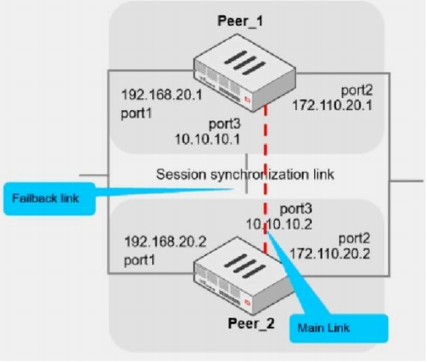 Peer_1
192.168.20.1
port1
port2
172.110.20.1
port3
10.10.10.1
Session synchronization link
Failback link
port3
10.10.10.2
192.168.20.2
port1
port2
172.110.20.2
Peer_2
Main Link